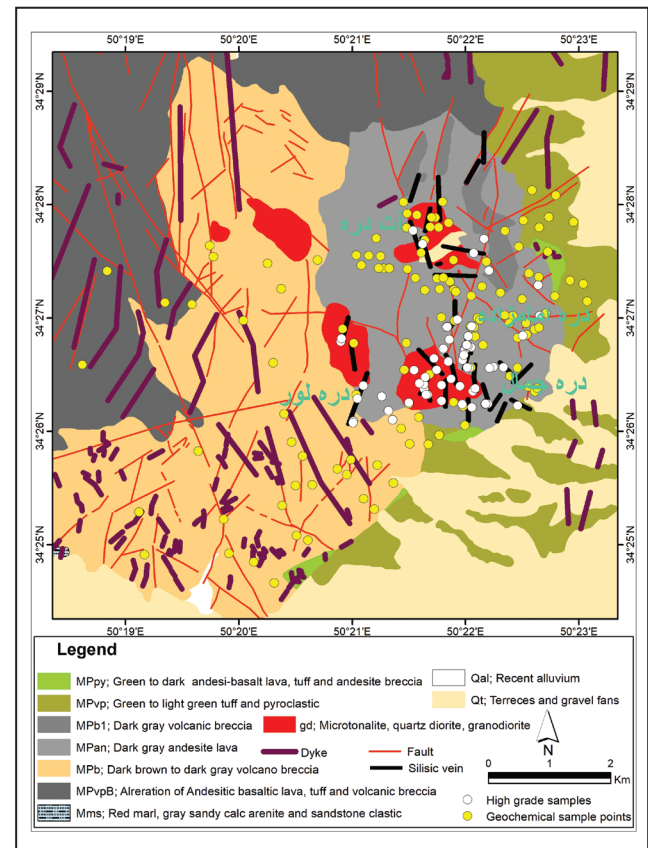 50°19'E 50°20'E 50°21'E 50°22'E 50°23'E
34°29'N 34°29'N
34°28'N 34°28'N
دره
34°27'N 34°27'N
دره
دره لور
دره
34°26'N 34°26'N
34°25'N 34°25'N
50°19'E 50°20'E 50°21'E 50°22'E 50°23'E
Legend
MPpy; Green to dark andesi-basalt lava, tuff and andesite breccia
MPvp; Green to light green tuff and pyroclastic
MPb1; Dark gray volcanic breccia
MPan; Dark gray andesite lava
MPb; Dark brown to dark gray volcano breccia
MPvpB; Alreration of Andesitic basaltic lava, tuff and volcanic breccia
Mms; Red marl, gray sandy calc arenite and sandstone clastic
Qal; Recent alluvium
Qt; Terreces and gravel fans
gd; Microtonalite, quartz diorite, granodiorite
Dyke
Fault
Silisic vein
N
0 1 2
Km
High grade samples
Geochemical sample points